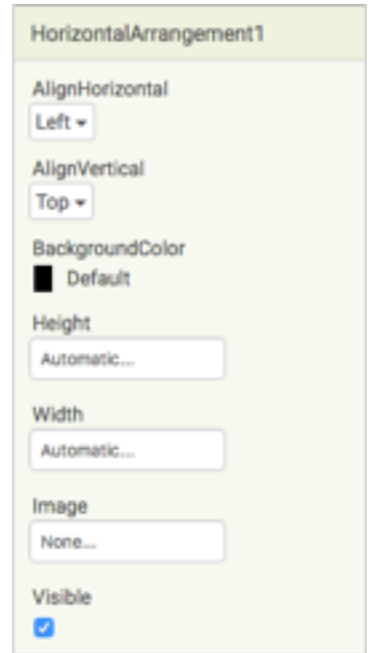 HorizontalArrangement1
AlignHorizontal
Left
AlignVertical
Top
BackgroundColor
Default
Height
Automatic...
Width
Automatic...
Image
None...
Visible